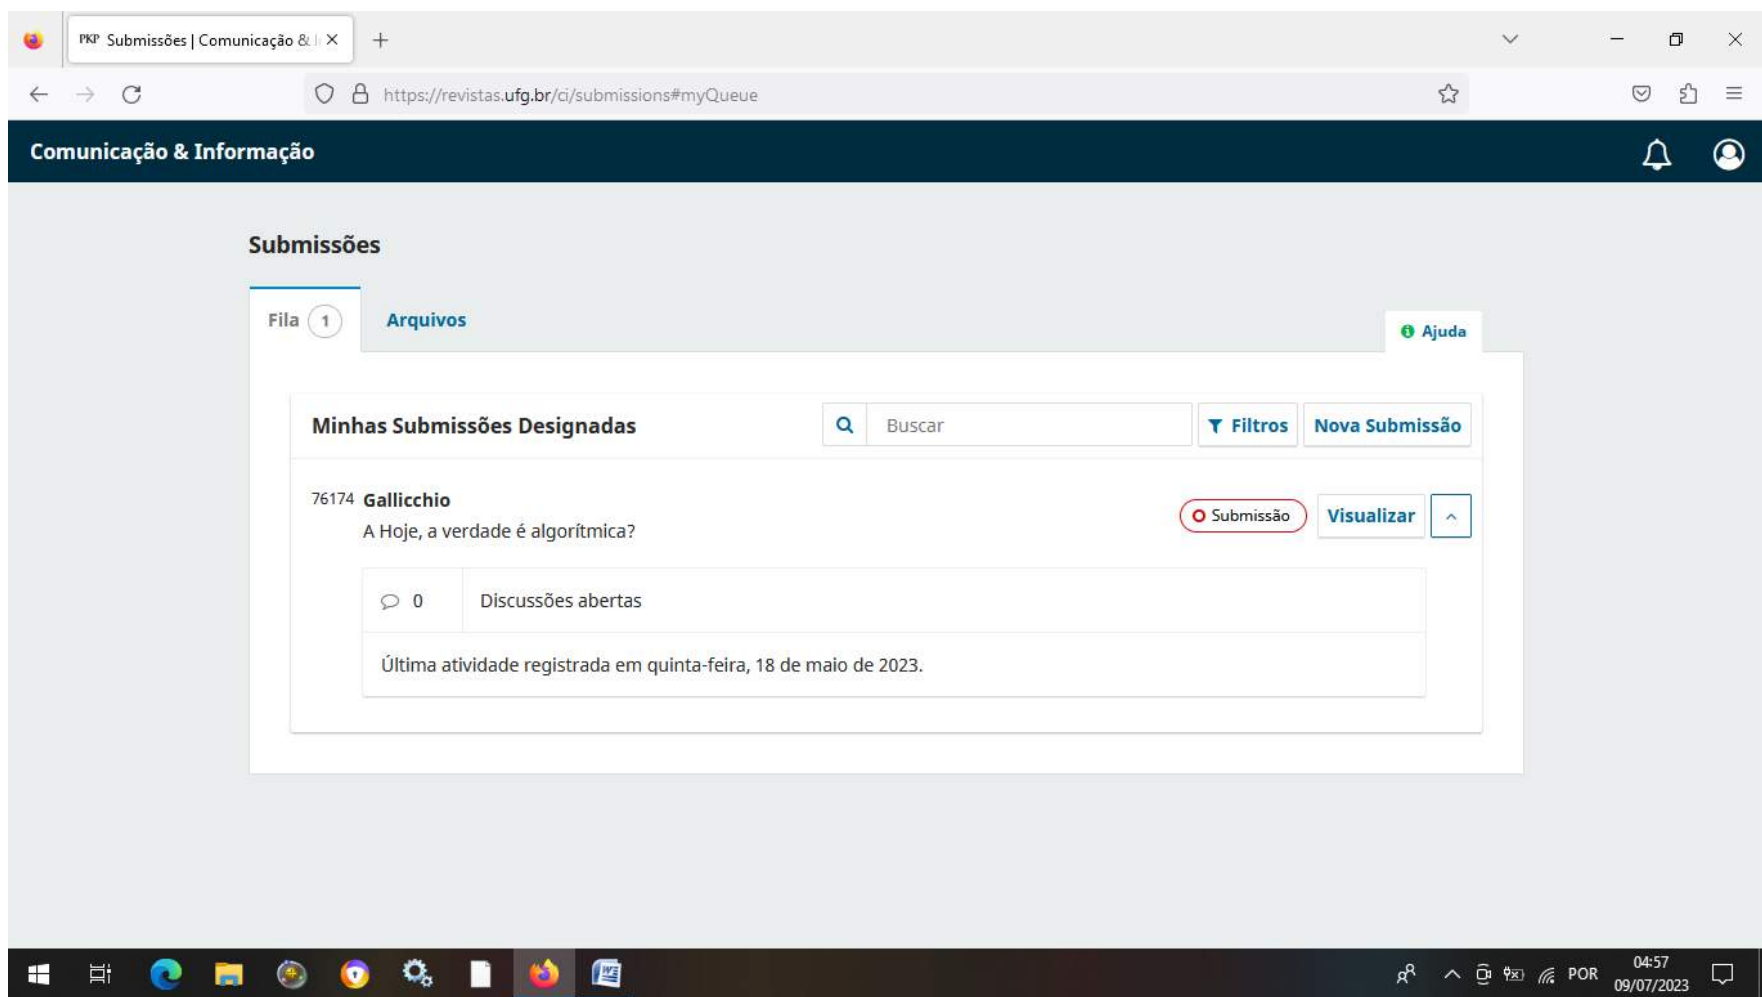 PKP Submissões | Comunicação & I
https://revistas.ufg.br/ci/submissions#myQueue
Comunicação & Informação
Submissões
Fila 1 Arquivos
Ajuda
Minhas Submissões Designadas Buscar Filtros Nova Submissão
76174 Gallicchio
Submissão Visualizar
A Hoje, a verdade é algorítmica?
0 Discussões abertas
Última atividade registrada em quinta-feira, 18 de maio de 2023.
POR
04:57
09/07/2023